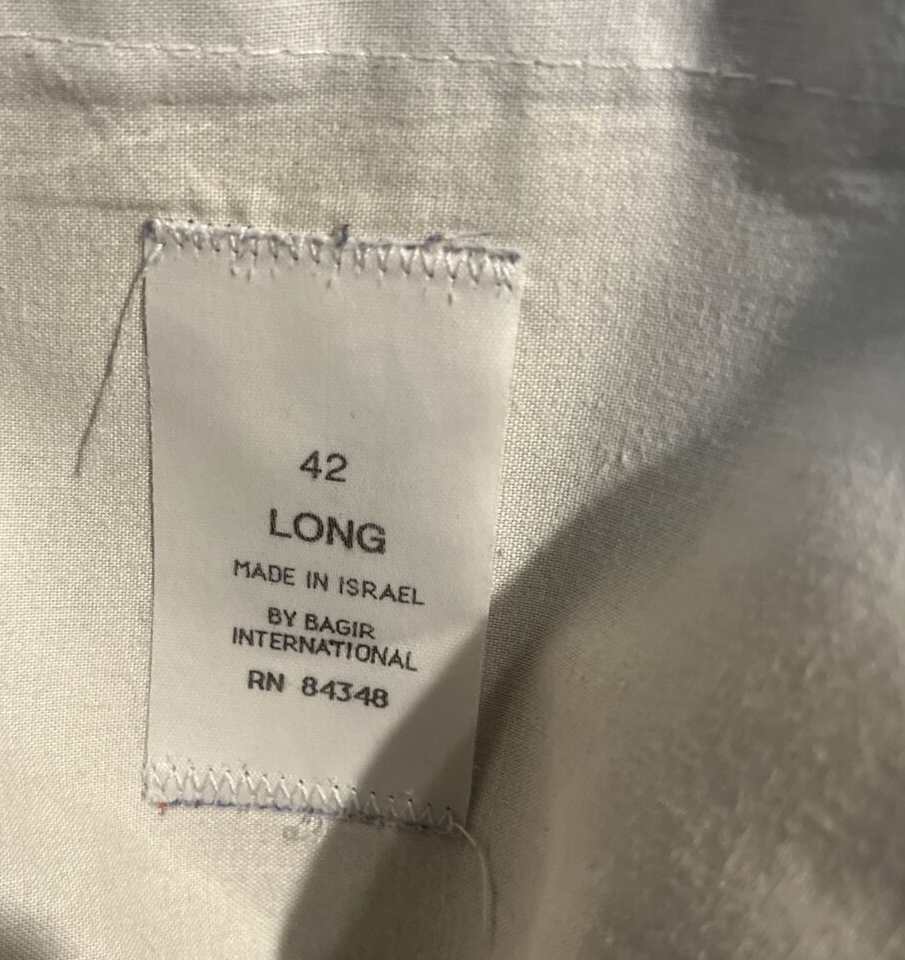 42
LONG
MADE IN ISRAEL
BY BAGIR
INTERNATIONAL
RN 84348